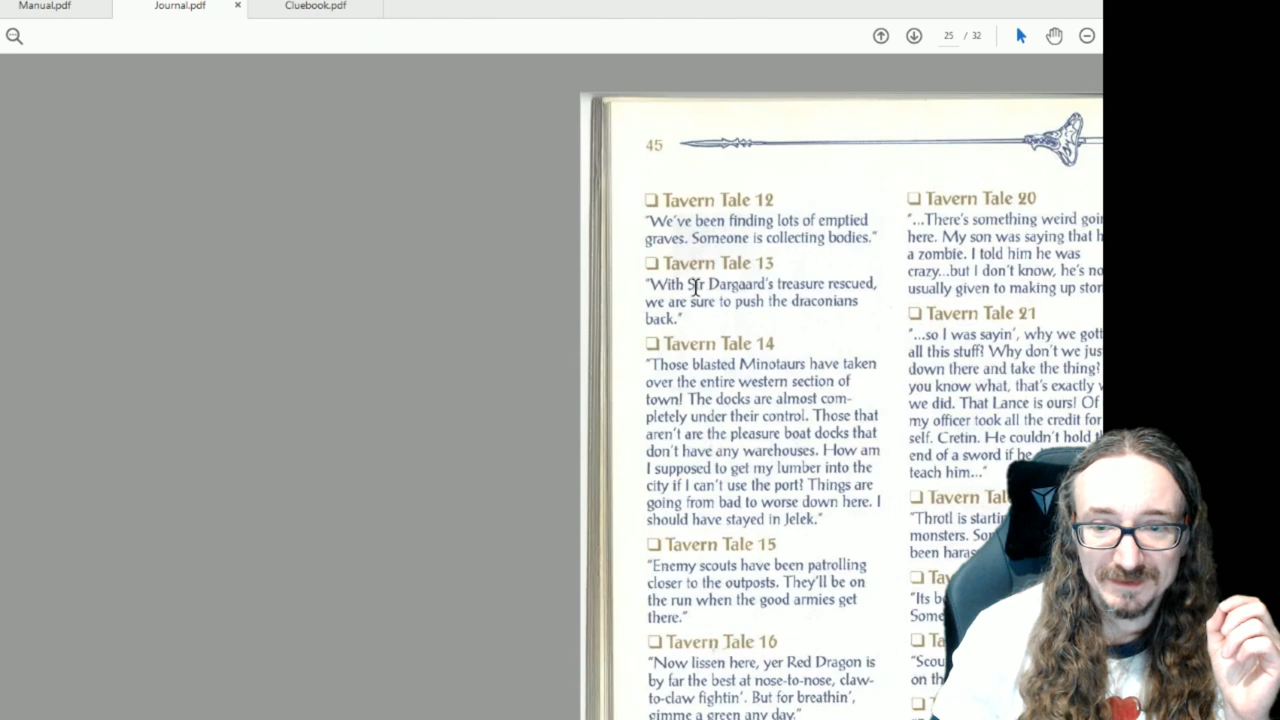 Manual.pdf
Journal.pdf
Cluebook.pdf
25 / 32
45
Tavern Tale 12
"We've been finding lots of emptied
graves. Someone is collecting bodies."
Tavern Tale 13
"With Sir Dargaard's treasure rescued,
we are sure to push the draconians
back."
Tavern Tale 14
"Those blasted Minotaurs have taken
over the entire western section of
town! The docks are almost com-
pletely under their control. Those that
aren't are the pleasure boat docks that
don't have any warehouses. How am
I supposed to get my lumber into the
city if I can't use the port? Things are
going from bad to worse down here. I
should have stayed in Jelek."
Tavern Tale 15
"Enemy scouts have been patrolling
closer to the outposts. They'll be on
the run when the good armies get
there."
Tavern Tale 16
"Now lissen here, yer Red Dragon is
by far the best at nose-to-nose, claw-
to-claw fightin'. But for breathin',
gimme a green any day."
Tavern Tale 20
"...There's something weird goi
here. My son was saying that h
a zombie. I told him he was
crazy...but I don't know, he's no
usually given to making up stor
Tavern Tale 21
"...so I was sayin', why we gott
all this stuff? Why don't we jus
down there and take the thing?
you know what, that's exactly
we did. That Lance is ours! Of
my officer took all the credit for
self. Cretin. He couldn't hold t
end of a sword if he
teach him..."
Tavern Tal
"Throtl is startin
monsters. So
been haras
Ta
"Its b
Some
Ta
"Scou
on th